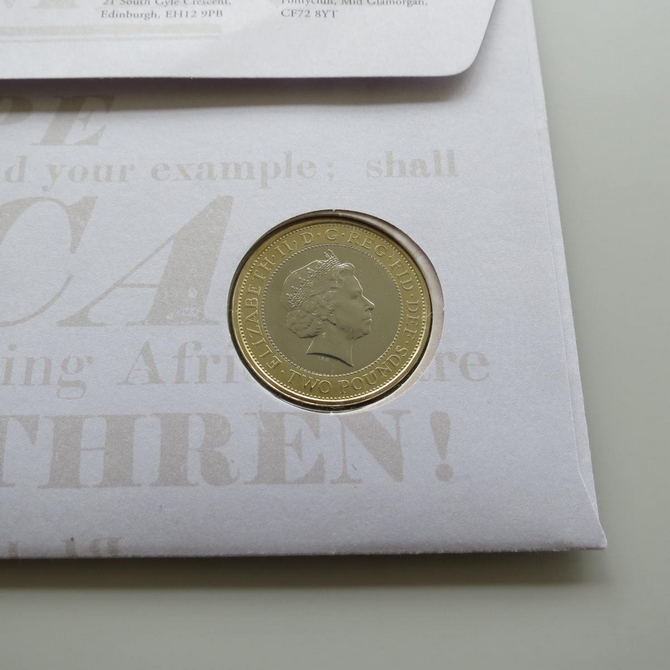 21 South Gyle Crescent,
Edinburgh, EH12 9PB
Pontyclun, Mid Glamorgan,
CF72 8YT
PE
d your example; shall
CA
ing Afri re
THREN!
ELIZABETH·II·D·G·REG·FID·DEF·
TWO POUNDS